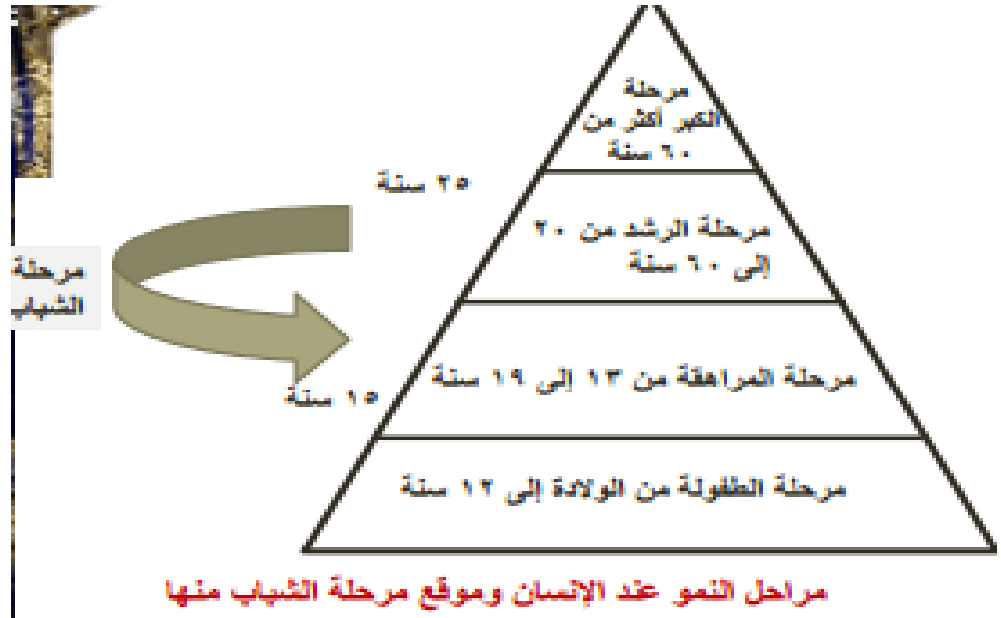 مرحلة
الكبر أكثر من
٦٠ سنة
٢٥ سنة
مرحلة الرشد من ٢٠
إلى ٦٠ سنة
مرحلة
الشباب
مرحلة المراهقة من ١٣ إلى ١٩ سنة
١٥ سنة
مرحلة الطفولة من الولادة إلى ١٢ سنة
مراحل النمو عند الإنسان وموقع مرحلة الشباب منها